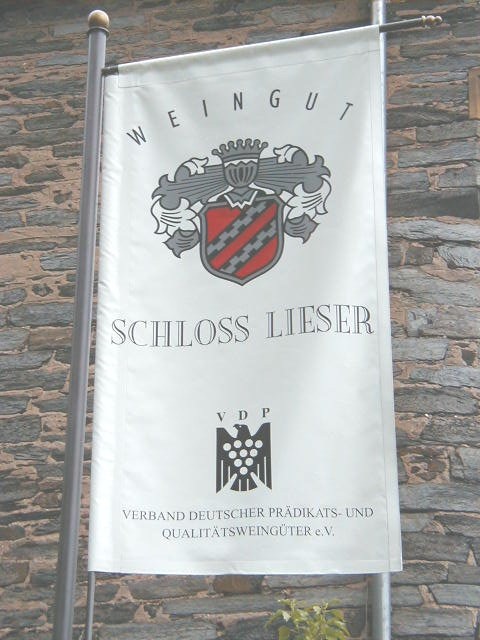 WEINGUT
SCHLOSS LIESER
VDP
VERBAND DEUTSCHER PRÄDIKATS- UND
QUALITÄTSWEINGÜTER e.V.